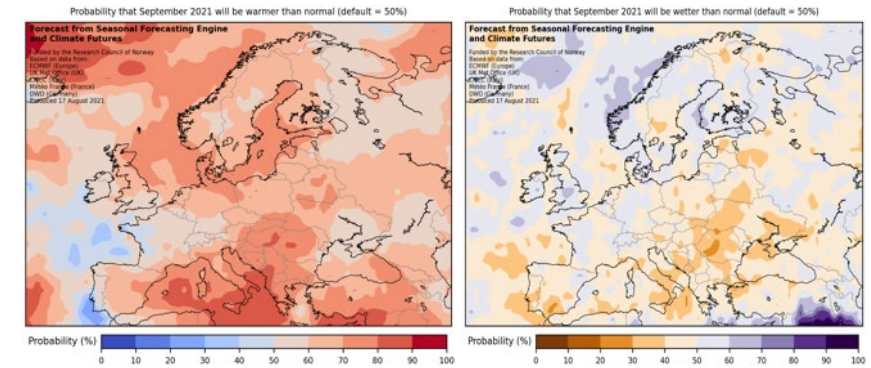 Probability that September 2021 will be warmer than normal (default = 50%)
Forecast from Seasonal Forecasting Engine
and Climate Futures
Funded by the Research Council of Norway
Based on data from:
ECMWF (Europe)
UK Met Office (UK)
(Italy)
Météo France (France)
DWD (Germany)
Produced 17 August 2021
Probability (%)
0 10 20 30 40 50 60 70 80 90 100
Probability that September 2021 will be wetter than normal (default = 50%)
Forecast from Seasonal Forecasting Engine
and Climate Futures
Funded by the Research Council of Norway
Based on data from:
ECMWF (Europe)
UK Met Office (UK)
(Italy)
Météo France (France)
DWD (Germany)
Produced 17 August 2021
Probability (%)
0 10 20 30 40 50 60 70 80 90 100